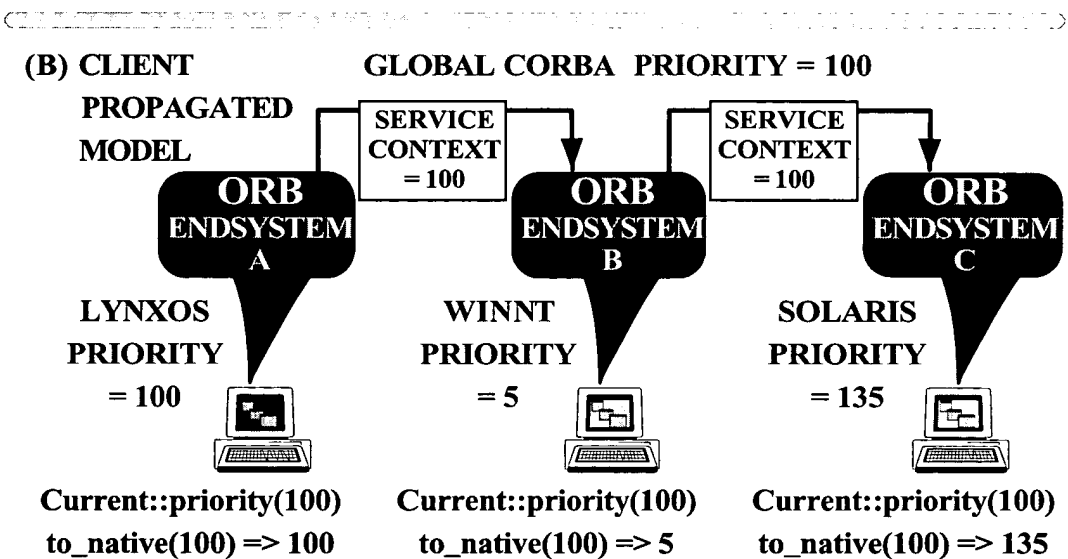 (B) CLIENT GLOBAL CORBA PRIORITY = 100
PROPAGATED
MODEL
SERVICE
CONTEXT
= 100
SERVICE
CONTEXT
= 100
ORB
ENDSYSTEM
A
ORB
ENDSYSTEM
B
ORB
ENDSYSTEM
C
LYNXOS
PRIORITY
= 100
WINNT
PRIORITY
= 5
SOLARIS
PRIORITY
= 135
Current::priority(100)
to_native(100) => 100
Current::priority(100)
to_native(100) => 5
Current::priority(100)
to_native(100) => 135